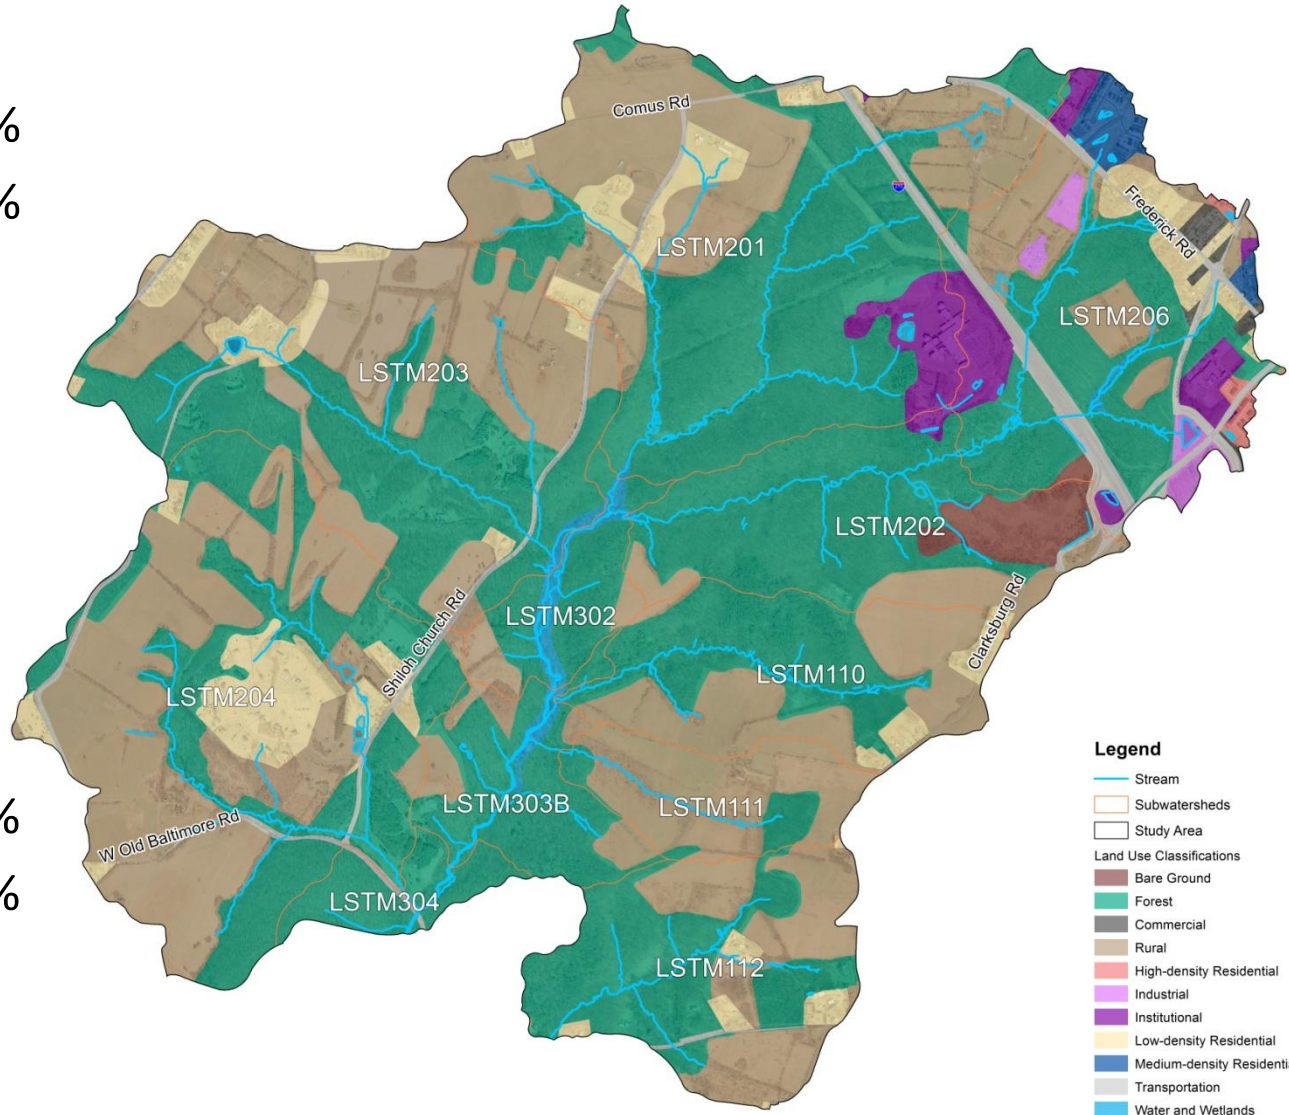 %
%
Comus Rd
Frederick Rd
LSTM201
LSTM206
LSTM203
LSTM202
LSTM302
Clarksburg Rd
Shiloh Church Rd
LSTM110
LSTM204
LSTM303B
LSTM111
%
W Old Baltimore Rd
%
LSTM304
LSTM112
Legend
Stream
Subwatersheds
Study Area
Land Use Classifications
Bare Ground
Forest
Commercial
Rural
High-density Residential
Industrial
Institutional
Low-density Residential
Medium-density Residenti
Transportation
Water and Wetlands